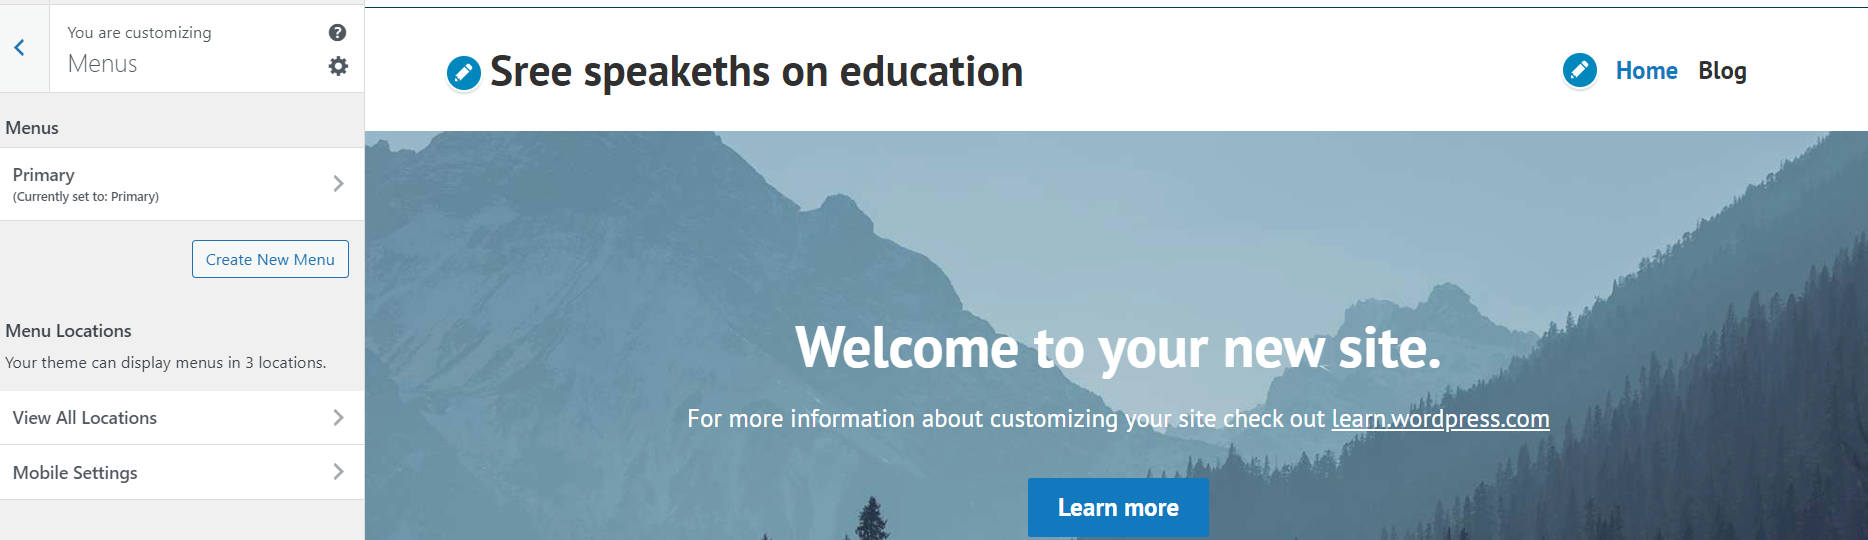 You are customizing
Menus
Menus
Primary
(Currently set to: Primary)
Create New Menu
Menu Locations
Your theme can display menus in 3 locations.
View All Locations
Mobile Settings
Sree speakeths on education
Home Blog
Welcome to your new site.
For more information about customizing your site check out learn.wordpress.com
Learn more